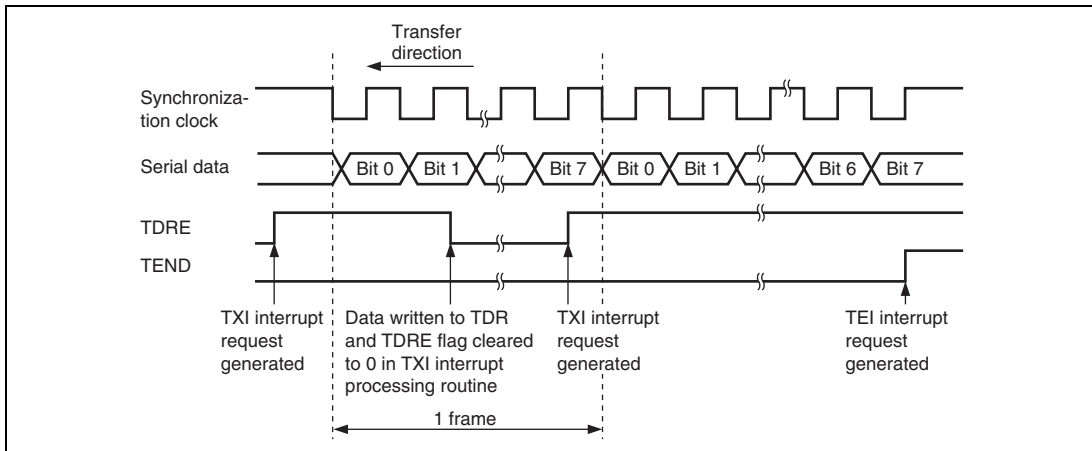 Transfer
direction
Synchroniza-
tion clock
Serial data
Bit 0 Bit 1 Bit 7 Bit 0 Bit 1 Bit 6 Bit 7
TDRE
TEND
TXI interrupt
request
generated
Data written to TDR
and TDRE flag cleared
to 0 in TXI interrupt
processing routine
TXI interrupt
request
generated
TEI interrupt
request
generated
1 frame